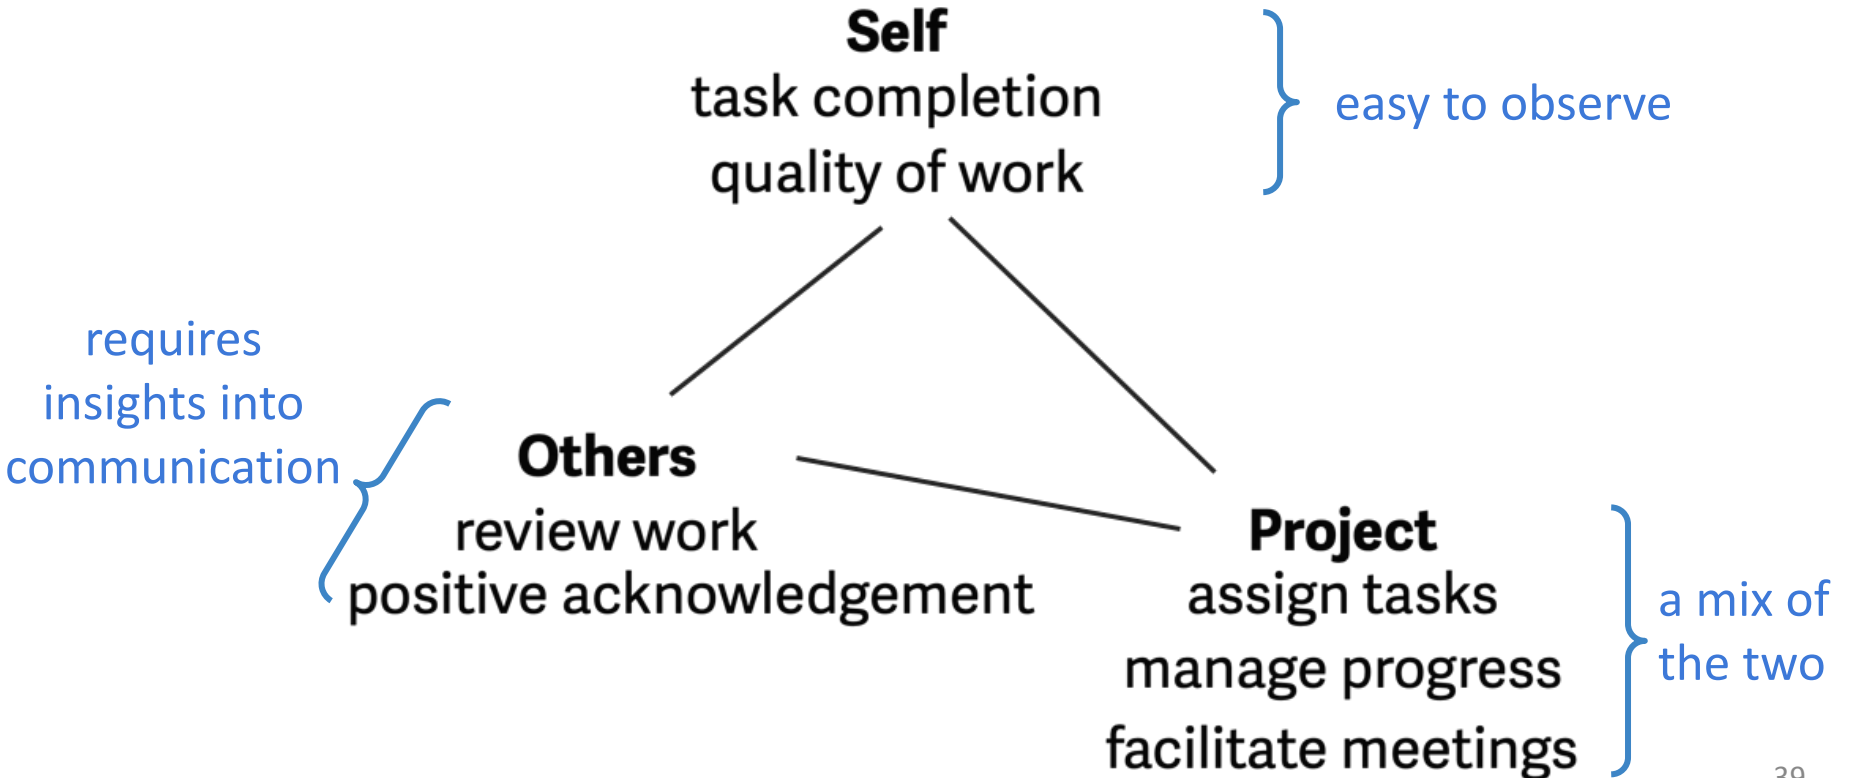 Self
task completion
quality of work
easy to observe
requires
insights into
communication
Others
review work
positive acknowledgement
Project
assign tasks
manage progress
facilitate meetings
a mix of
the two
39